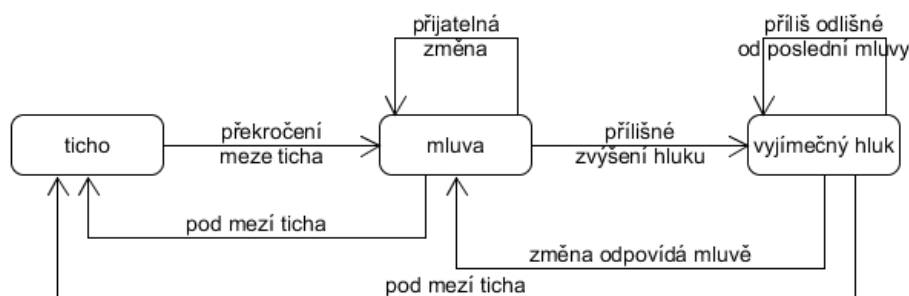 přijatelná
změna
příliš odlišné
od poslední mluvy
ticho
překročení
meze ticha
mluva
přílišné
zvýšení hluku
vyjímečný hluk
pod mezí ticha
změna odpovídá mluvě
pod mezí ticha